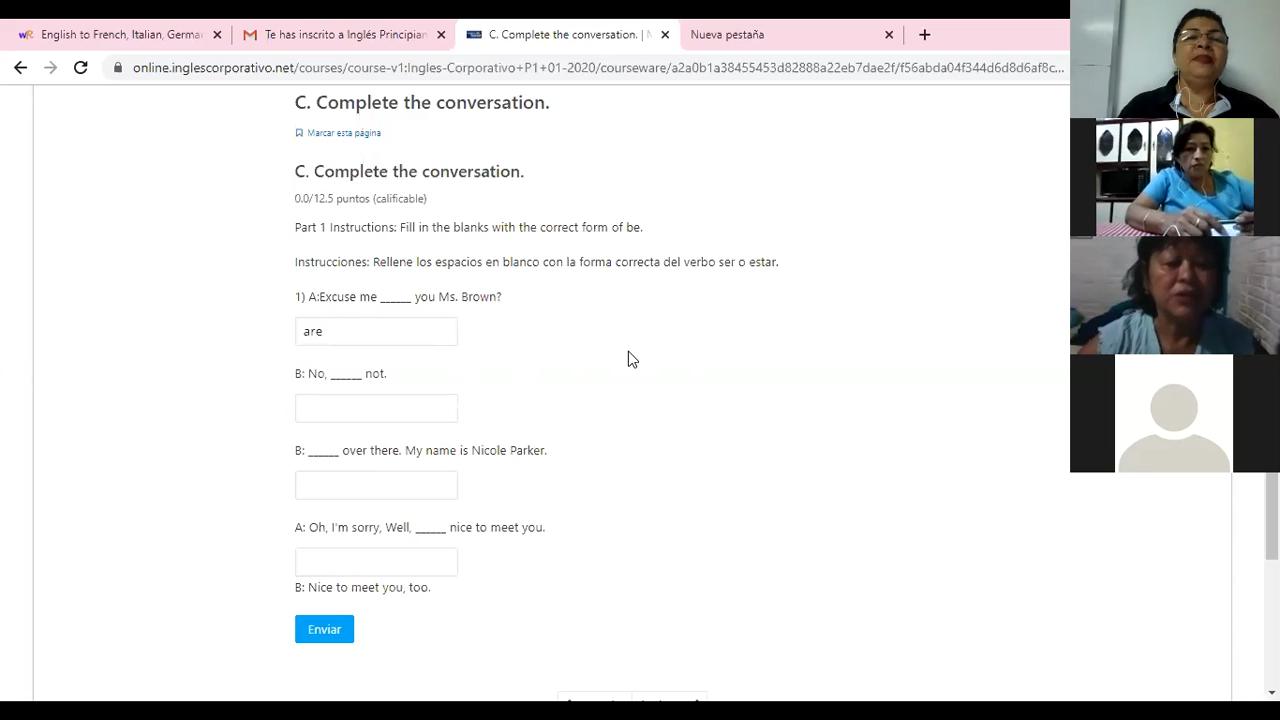 English to French, Italian, Germa
Te has inscrito a Inglés Principian
C. Complete the conversation. | M
Nueva pestaña
online.inglescorporativo.net/courses/course-v1:Ingles-Corporativo+P1+01-2020/courseware/a2a0b1a38455453d82888a22eb7dae2f/f56abda04f344d6d8d6af8c...
C. Complete the conversation.
Marcar esta página
C. Complete the conversation.
0.0/12.5 puntos (calificable)
Part 1 Instructions: Fill in the blanks with the correct form of be.
Instrucciones: Rellene los espacios en blanco con la forma correcta del verbo ser o estar.
1) A:Excuse me ______ you Ms. Brown?
are
B: No, ______ not.
B: ______ over there. My name is Nicole Parker.
A: Oh, I'm sorry, Well, ______ nice to meet you.
B: Nice to meet you, too.
Enviar